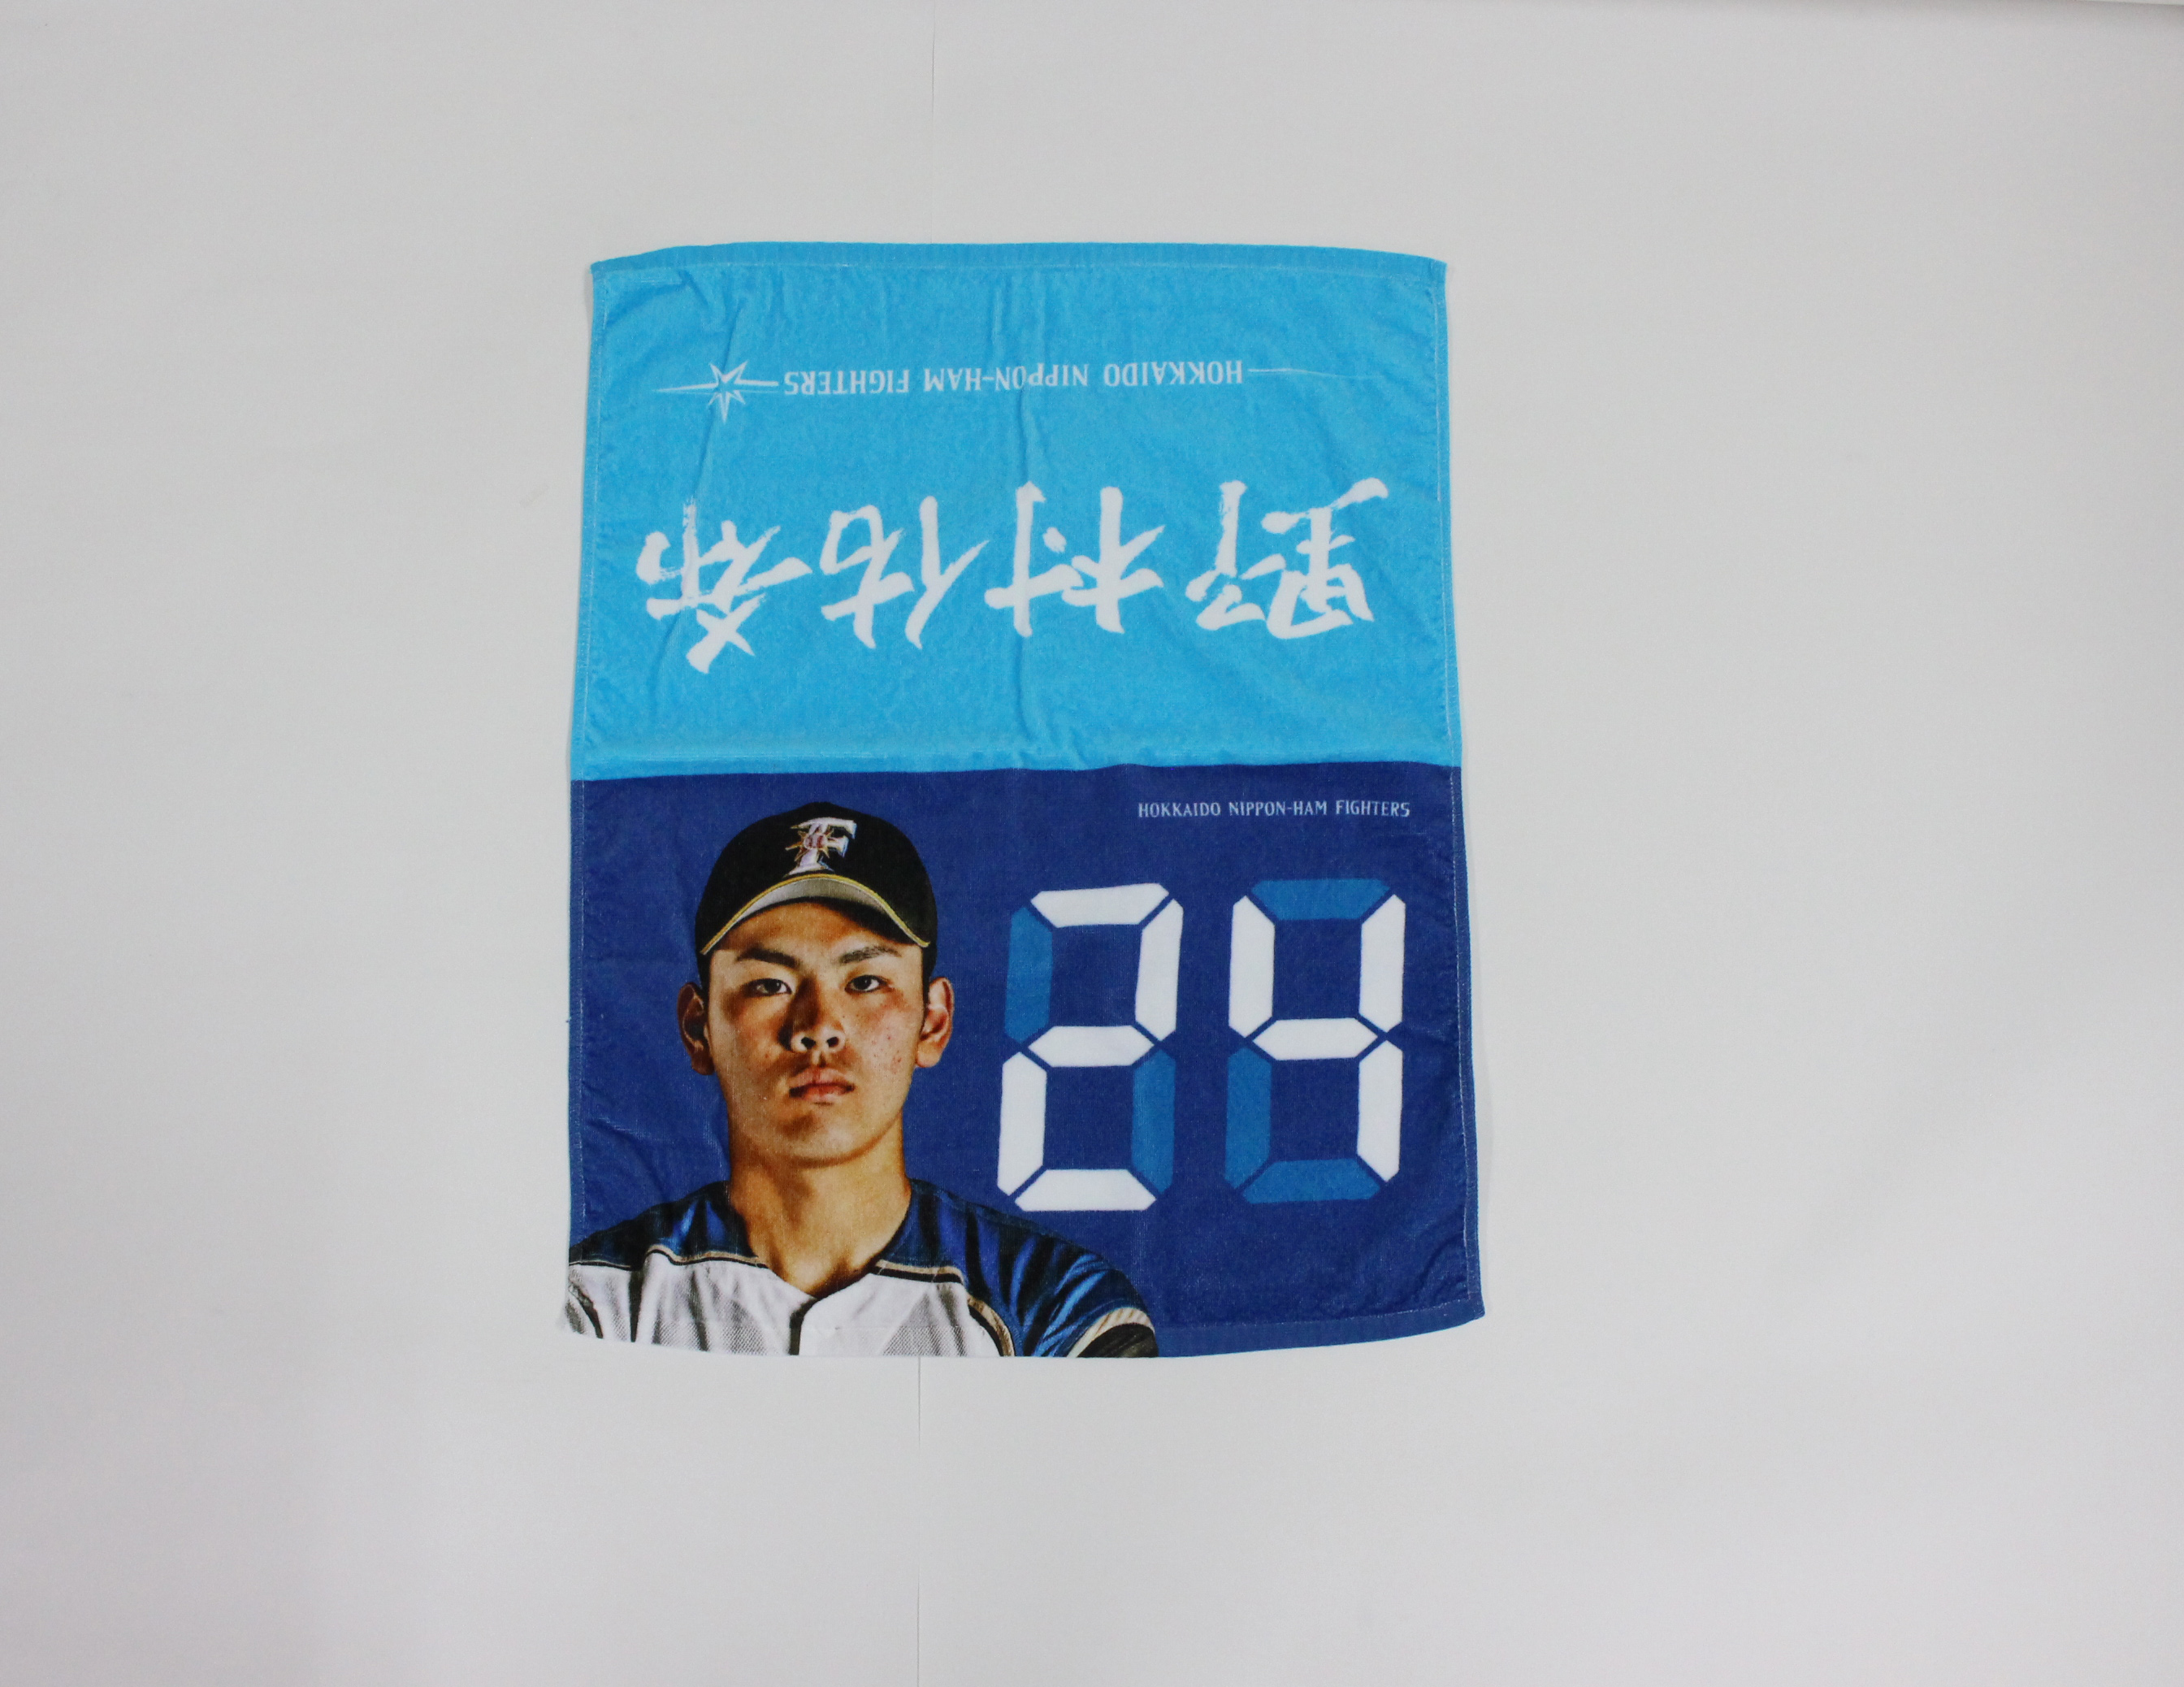 HOKKAIDO NIPPON-HAM FIGHTERS
野村佑希
HOKKAIDO NIPPON-HAM FIGHTERS
F
24